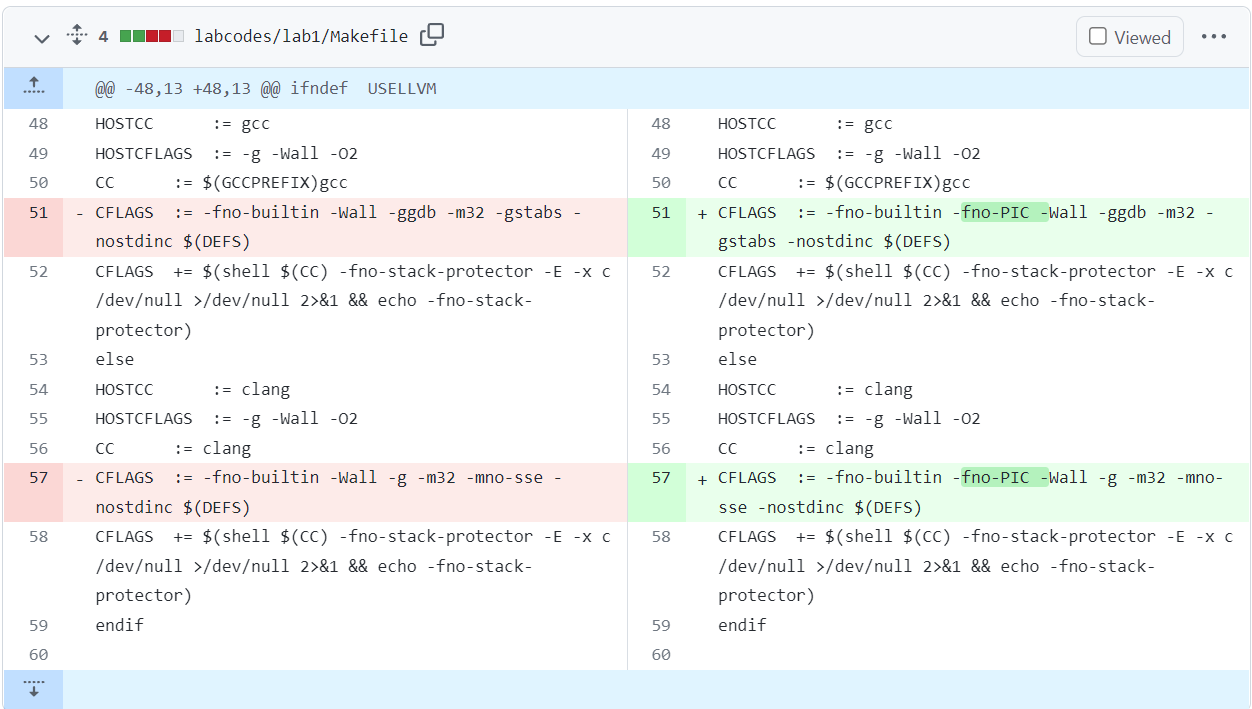 4 labcodes/lab1/Makefile Viewed
@@ -48,13 +48,13 @@ ifndef USELLVM
48 HOSTCC := gcc
49 HOSTCFLAGS := -g -Wall -O2
50 CC := $(GCCPREFIX)gcc
51 - CFLAGS := -fno-builtin -Wall -ggdb -m32 -gstabs -
nostdinc $(DEFS)
52 CFLAGS += $(shell $(CC) -fno-stack-protector -E -x c
/dev/null >/dev/null 2>&1 && echo -fno-stack-
protector)
53 else
54 HOSTCC := clang
55 HOSTCFLAGS := -g -Wall -O2
56 CC := clang
57 - CFLAGS := -fno-builtin -Wall -g -m32 -mno-sse -
nostdinc $(DEFS)
58 CFLAGS += $(shell $(CC) -fno-stack-protector -E -x c
/dev/null >/dev/null 2>&1 && echo -fno-stack-
protector)
59 endif
60
48 HOSTCC := gcc
49 HOSTCFLAGS := -g -Wall -O2
50 CC := $(GCCPREFIX)gcc
51 + CFLAGS := -fno-builtin -fno-PIC -Wall -ggdb -m32 -
gstabs -nostdinc $(DEFS)
52 CFLAGS += $(shell $(CC) -fno-stack-protector -E -x c
/dev/null >/dev/null 2>&1 && echo -fno-stack-
protector)
53 else
54 HOSTCC := clang
55 HOSTCFLAGS := -g -Wall -O2
56 CC := clang
57 + CFLAGS := -fno-builtin -fno-PIC -Wall -g -m32 -mno-
sse -nostdinc $(DEFS)
58 CFLAGS += $(shell $(CC) -fno-stack-protector -E -x c
/dev/null >/dev/null 2>&1 && echo -fno-stack-
protector)
59 endif
60